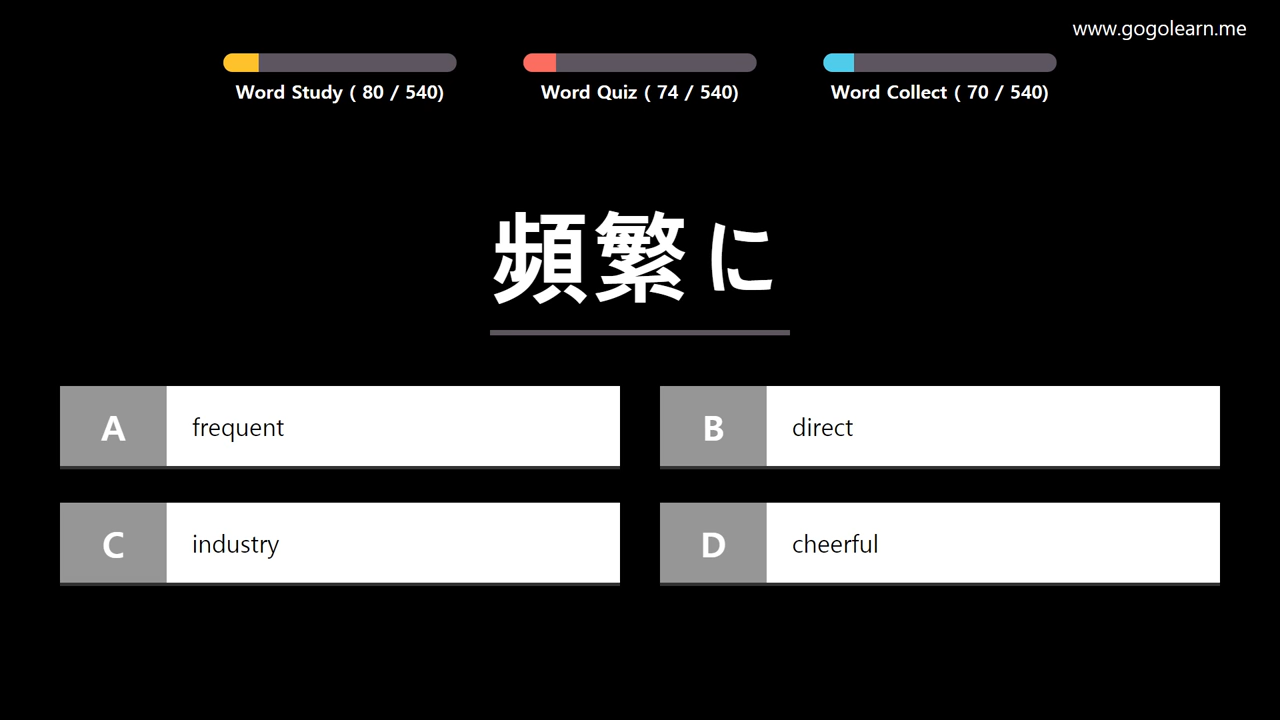 www.gogolearn.me
Word Study ( 80 / 540)
Word Quiz ( 74 / 540)
Word Collect ( 70 / 540)
頻繁に
A frequent
B direct
C industry
D cheerful